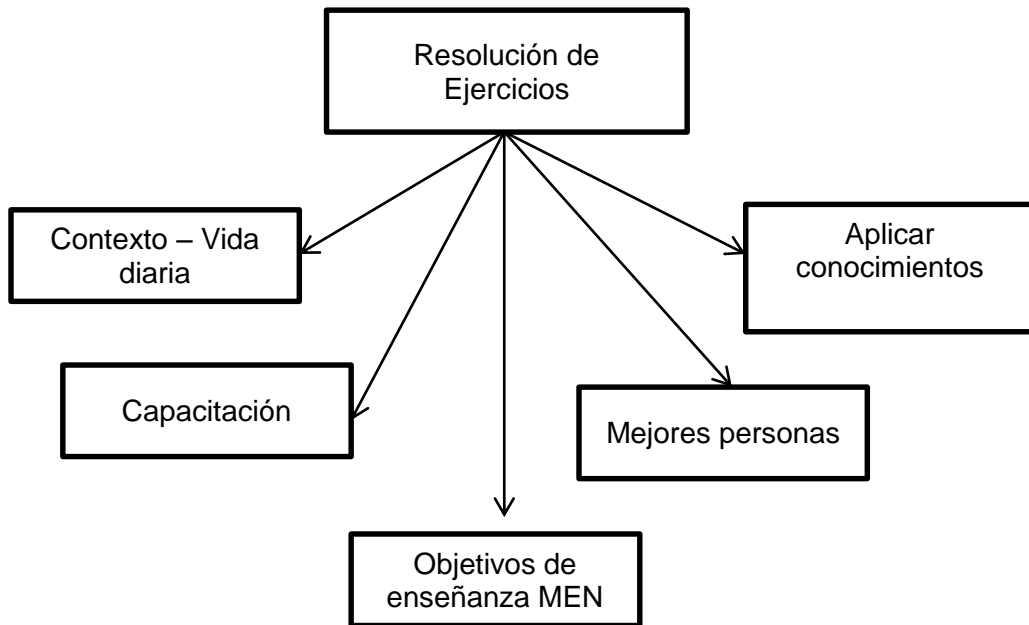 Resolución de
Ejercicios
Contexto – Vida
diaria
Aplicar
conocimientos
Capacitación
Mejores personas
Objetivos de
enseñanza MEN